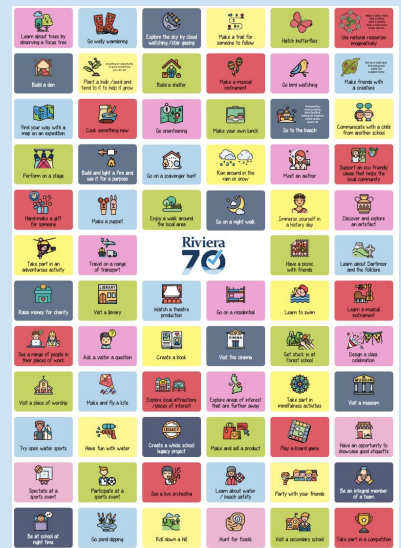 Learn about trees by
observing a focus tree
Go welly wandering
Explore the sky by cloud
watching /star gazing
Make a trail for
someone to follow
Hatch butterflies
Use natural resources
imaginatively
Build a den
Plant a bulb /seed and
tend to it to help it grow
Build a shelter
Make a musical
instrument
Go bird watching
Make friends with
a creature
Find your way with a
map on an expedition
Cook something new
Go orienteering
Make your own lunch
Go to the beach
Communicate with a child
from another school
Perform on a stage
Build and light a fire and
use it for a purpose
Go on a scavenger hunt
Run around in the
rain or snow
Meet an author
Support an eco friendly
cause that helps the
local community
Hand-make a gift
for someone
Make a puppet
Enjoy a walk around
the local area
Go on a night walk
Immerse yourself in
a history day
Discover and explore
an artefact
Take part in an
adventurous activity
Travel on a range
of transport
Riviera
70
Have a picnic
with friends
Learn about Dartmoor
and the folklore
Raise money for charity
Visit a library
Watch a theatre
production
Go on a residential
Learn to swim
Learn a musical
instrument
See a range of people in
their places of work
Ask a visitor a question
Create a book
Visit the cinema
Get stuck in at
Forest school
Design a class
celebration
Visit a place of worship
Make and fly a kite
Explore local attractions
/places of interest
Explore areas of interest
that are further away
Take part in
mindfulness activities
Visit a museum
Try open water sports
Have fun with water
LEGACY
Create a whole school
legacy project
Make and sell a product
Play a board game
Have an opportunity to
showcase good etiquette
Spectate at a
sports event
Participate at a
sports event
See a live orchestra
Learn about water
/ beach safety
Party with your friends
Be an integral member
of a team
Be at school at
night time
Go pond dipping
Roll down a hill
Hunt for fossils
Visit a secondary school
Take part in a competition